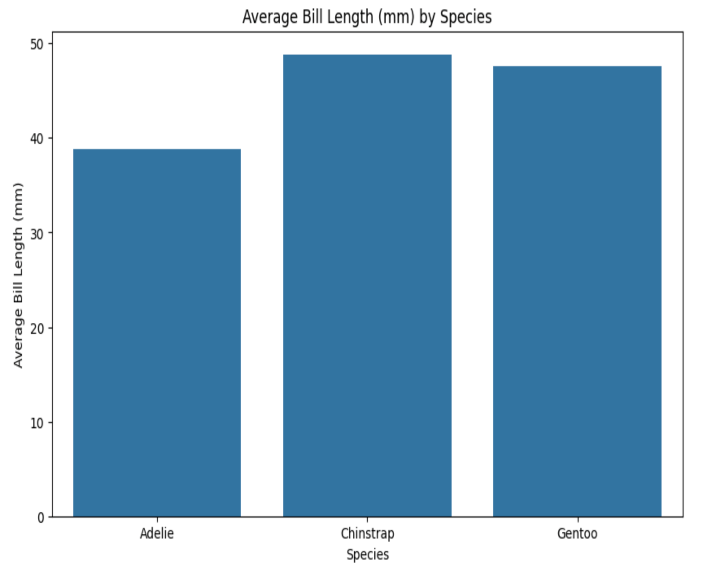 Average Bill Length (mm) by Species
Average Bill Length (mm)
50
40
30
20
10
0
Adelie Chinstrap Gentoo
Species